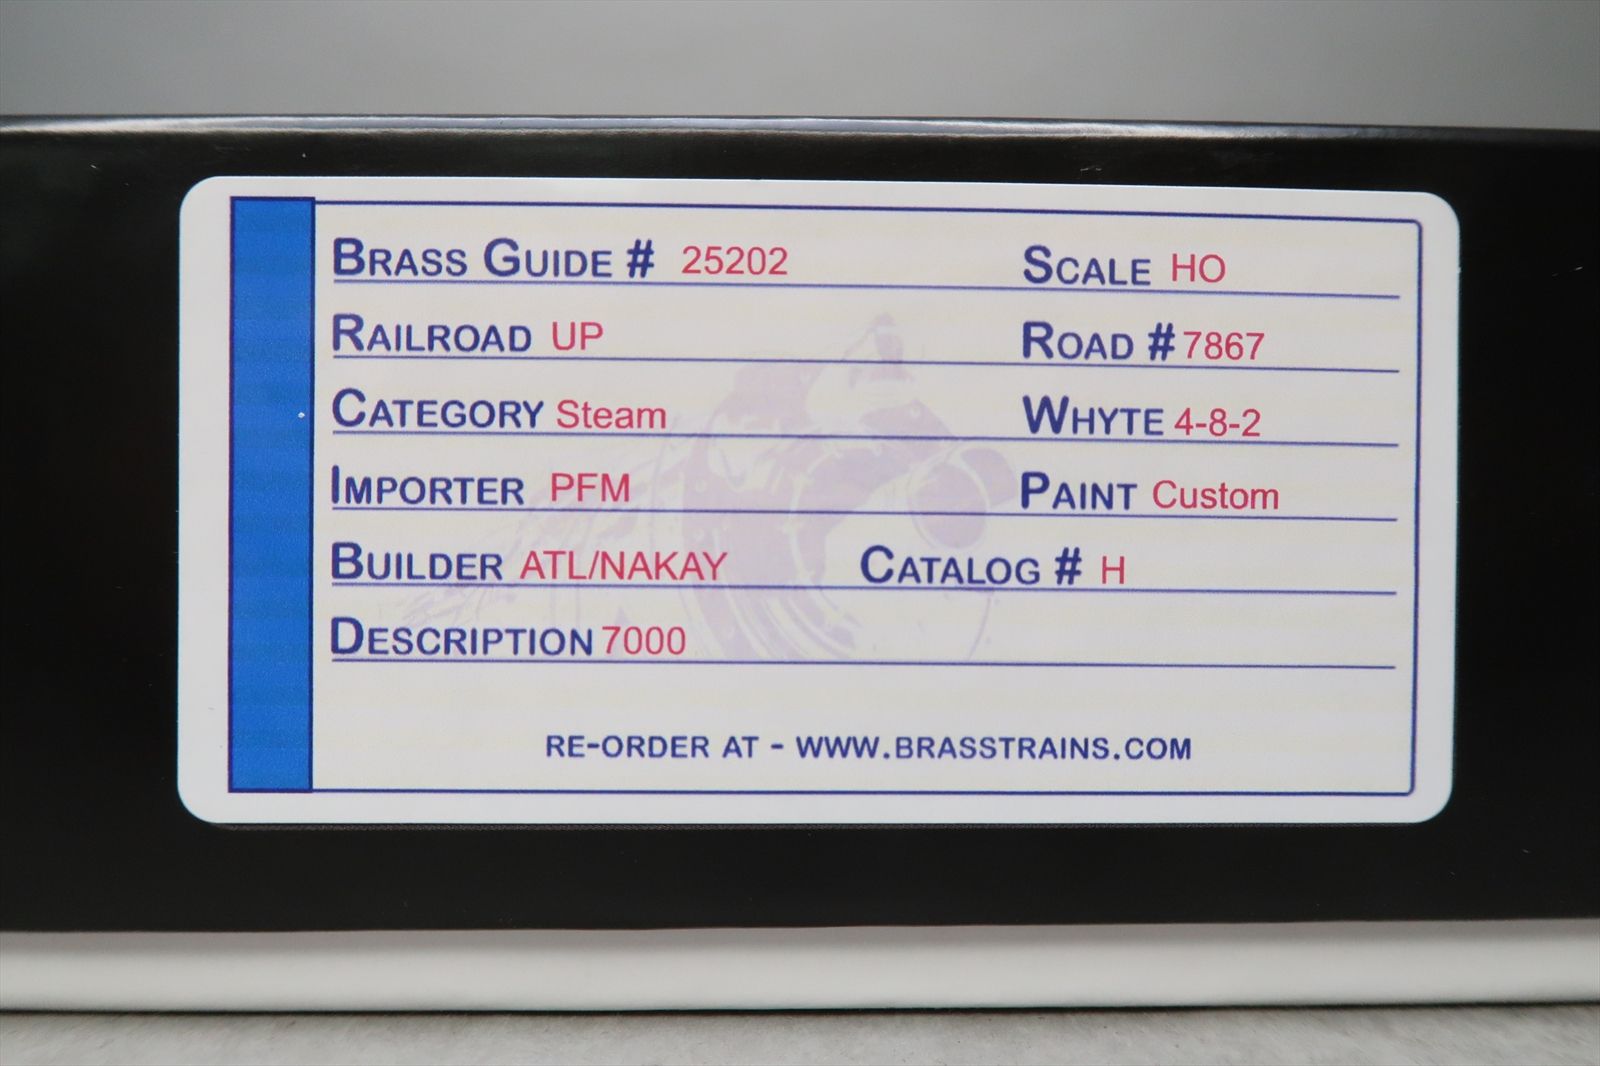 BRASS GUIDE # 25202 SCALE HO
RAILROAD UP ROAD # 7867
CATEGORY Steam WHYTE 4-8-2
IMPORTER PFM PAINT Custom
BUILDER ATL/NAKAY CATALOG # H
DESCRIPTION 7000
RE-ORDER AT - WWW.BRASSTRAINS.COM